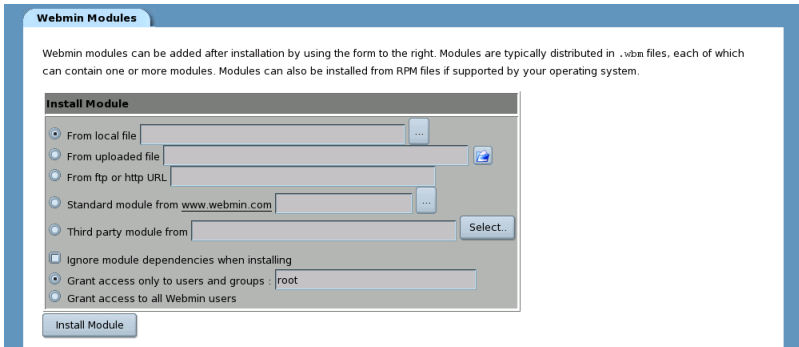 Webmin Modules
Webmin modules can be added after installation by using the form to the right. Modules are typically distributed in .wbm files, each of which
can contain one or more modules. Modules can also be installed from RPM files if supported by your operating system.
Install Module
From local file ...
From uploaded file
From ftp or http URL
Standard module from www.webmin.com ...
Third party module from Select..
Ignore module dependencies when installing
Grant access only to users and groups : root
Grant access to all Webmin users
Install Module